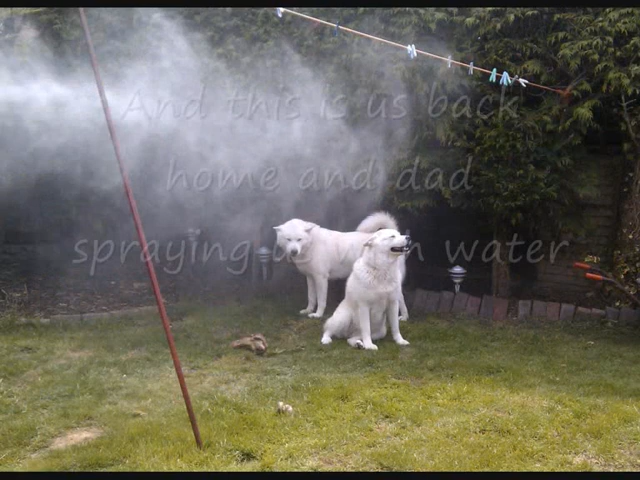 And this is us back
home and dad
spraying water